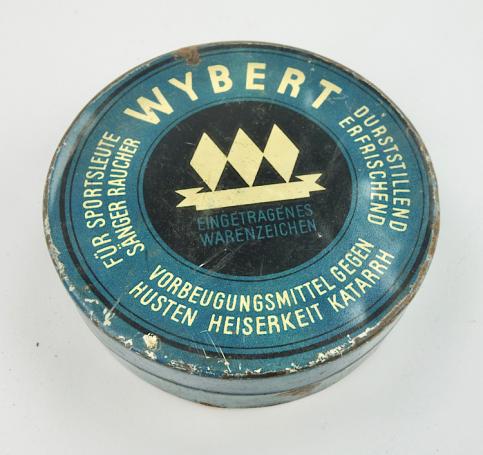 WYBERT
DURSTSTILLEND
ERFRISCHEND
FÜR SPORTSLEUTE
SÄNGER RAUCHER
EINGETRAGENES
WARENZEICHEN
VORBEUGUNGSMITTEL GEGEN
HUSTEN HEISERKEIT KATARRH